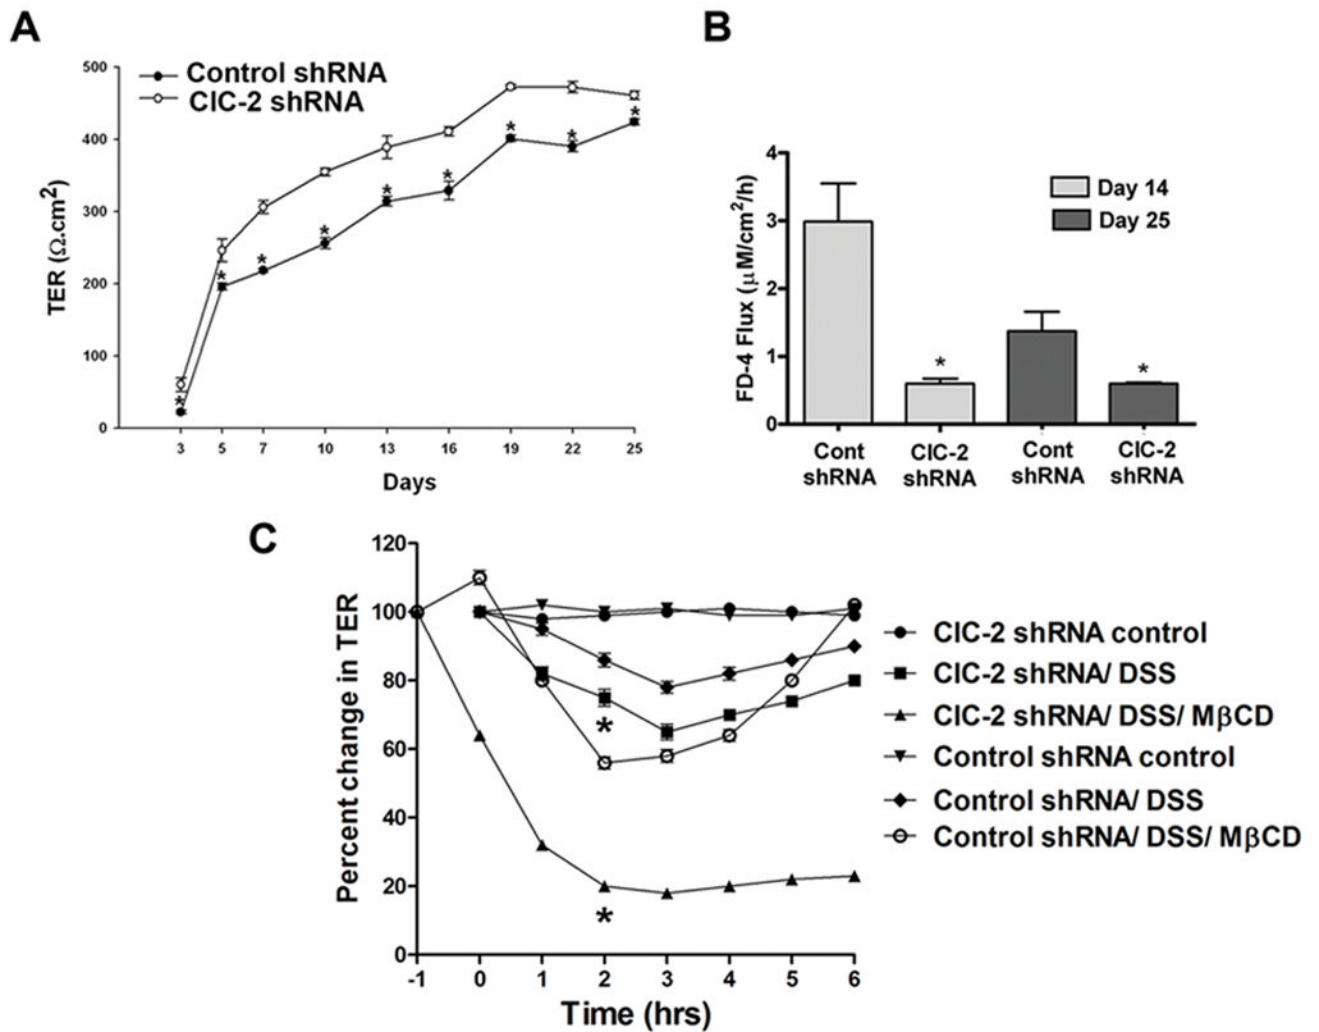 A
500
400
300
200
100
0
TER (Ω.cm²)
Control shRNA
ClC-2 shRNA
* * * * * * * * *
3 5 7 10 13 16 19 22 25
Days
B
4
3
2
1
0
FD-4 Flux (μM/cm²/h)
Day 14
Day 25
* *
Cont shRNA
ClC-2 shRNA
Cont shRNA
ClC-2 shRNA
C
120
100
80
60
40
20
0
Percent change in TER
*
*
-1 0 1 2 3 4 5 6
Time (hrs)
ClC-2 shRNA control
ClC-2 shRNA/ DSS
ClC-2 shRNA/ DSS/ MβCD
Control shRNA control
Control shRNA/ DSS
Control shRNA/ DSS/ MβCD